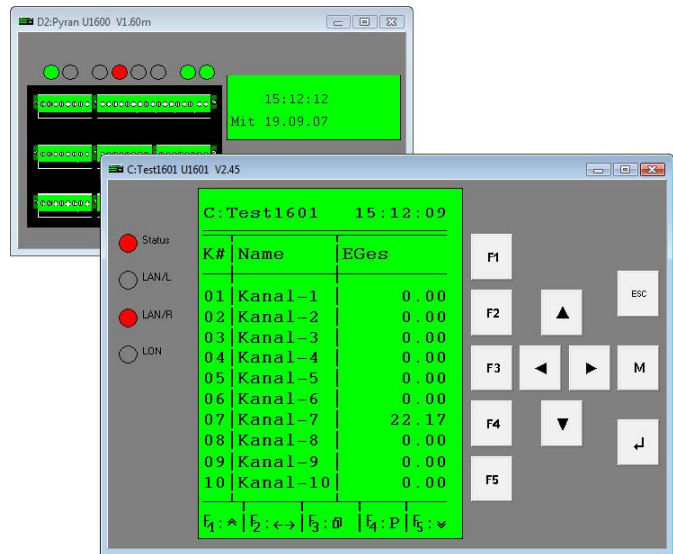 D2:Pyran U1600 V1.60m
15:12:12
Mit 19.09.07
C:Test1601 U1601 V2.45
C:Test1601 15:12:09
K# Name EGes
01 Kanal-1 0.00
02 Kanal-2 0.00
03 Kanal-3 0.00
04 Kanal-4 0.00
05 Kanal-5 0.00
06 Kanal-6 0.00
07 Kanal-7 22.17
08 Kanal-8 0.00
09 Kanal-9 0.00
10 Kanal-10 0.00
F1: F2:←→ F3: F4:P F5:
Status
LAN/L
LAN/R
LON
F1
ESC
F2 ▲
F3 ◄ ► M
F4 ▼ ↵
F5